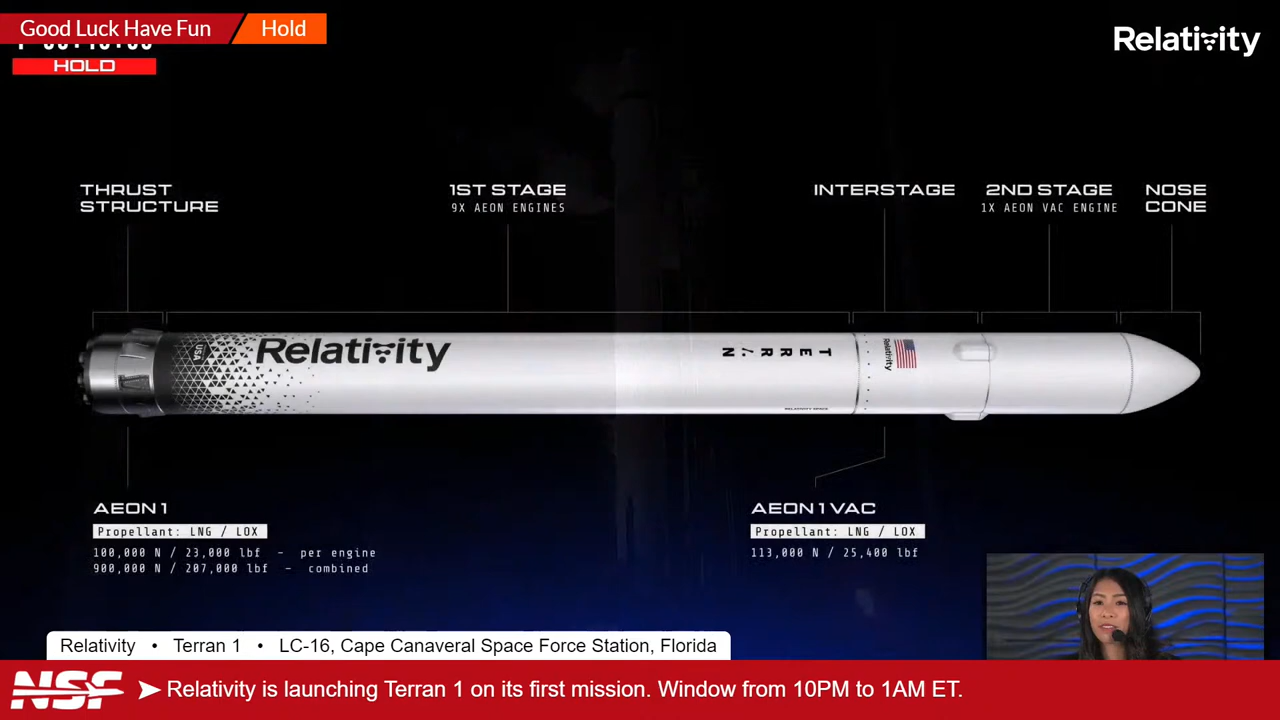 Good Luck Have Fun
Hold
HOLD
Relativity
THRUST
STRUCTURE
1ST STAGE
9X AEON ENGINES
INTERSTAGE
2ND STAGE
1X AEON VAC ENGINE
NOSE
CONE
USA
Relativity
TERRAN
Relativity
RELATIVITY SPACE
AEON 1
Propellant: LNG / LOX
100,000 N / 23,000 lbf - per engine
900,000 N / 207,000 lbf - combined
AEON 1 VAC
Propellant: LNG / LOX
113,000 N / 25,400 lbf
Relativity • Terran 1 • LC-16, Cape Canaveral Space Force Station, Florida
NSF
Relativity is launching Terran 1 on its first mission. Window from 10PM to 1AM ET.